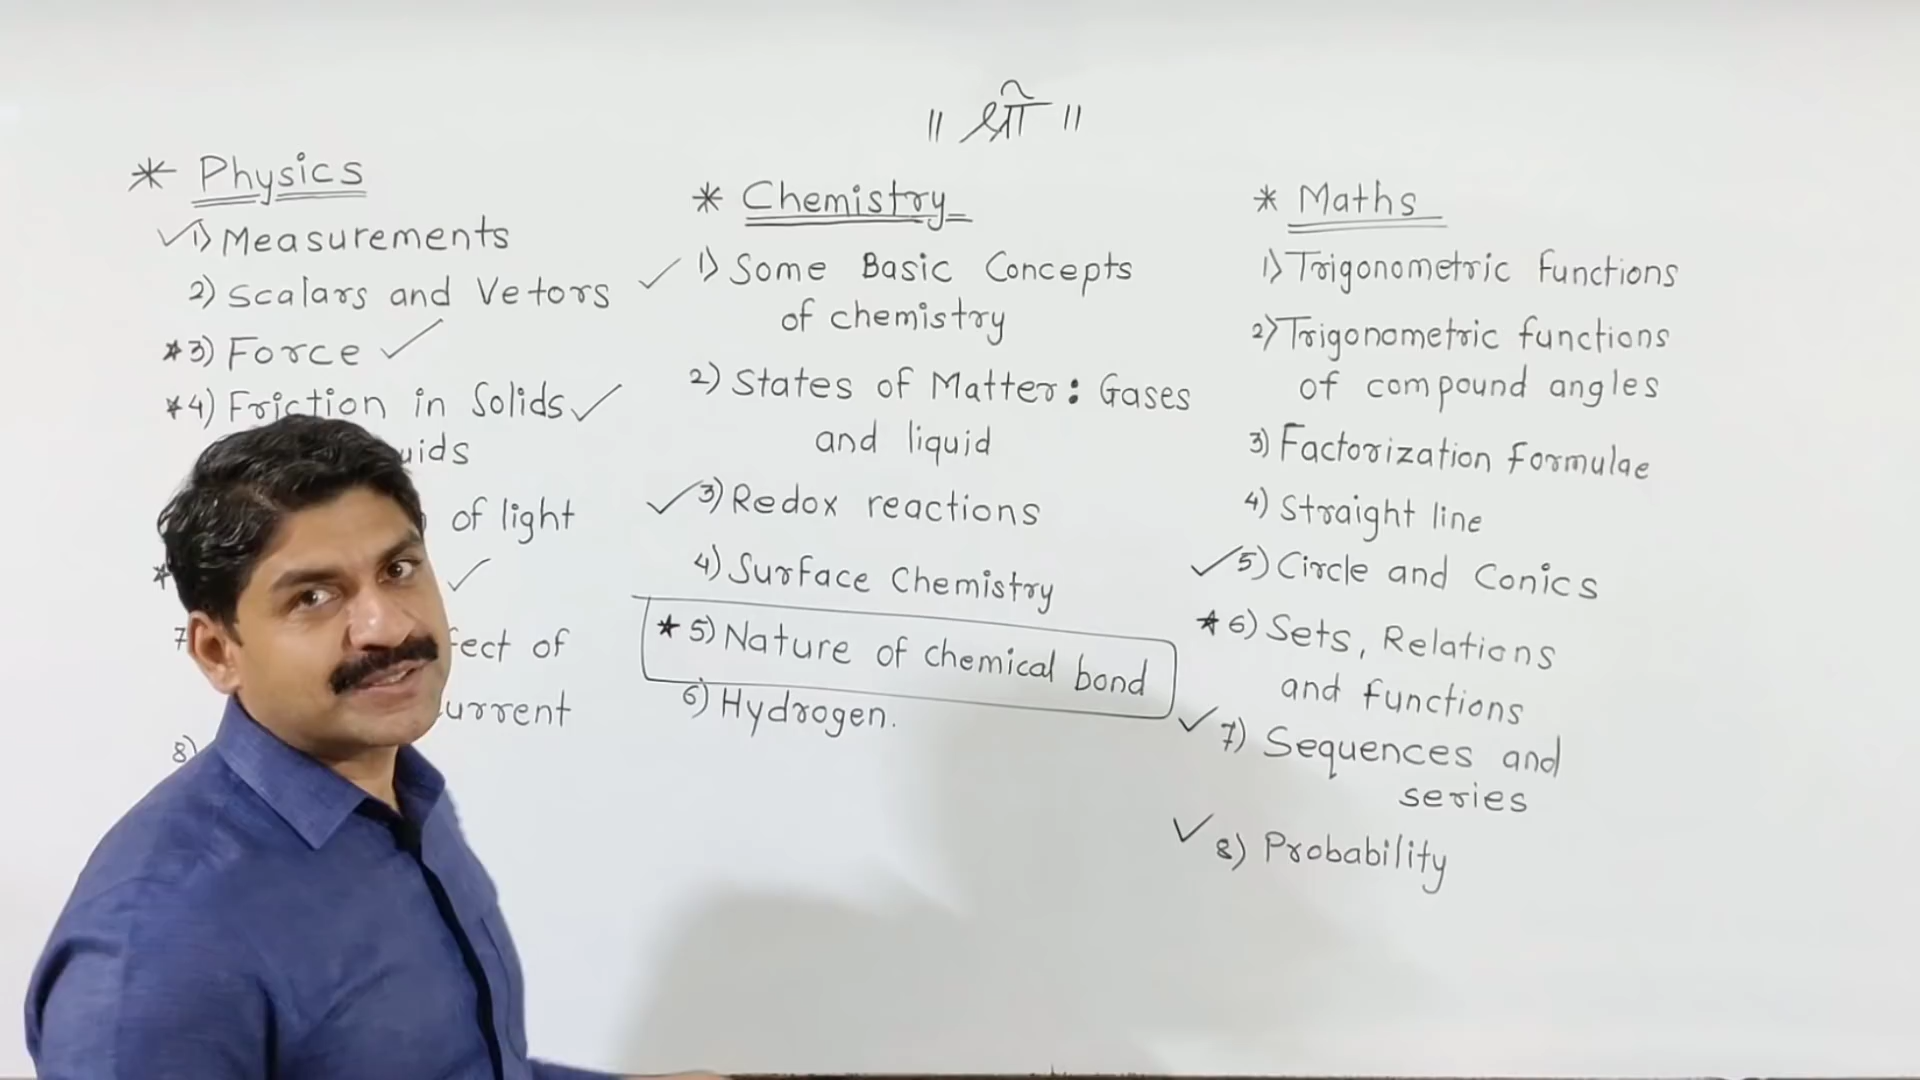 ॥ श्री ॥
* Physics
✓1) Measurements
2) Scalars and Vetors
*3) Force ✓
*4) Friction in Solids ✓
of light
* ✓
7
of
8)
* Chemistry
✓ 1) Some Basic Concepts
of chemistry
2) States of Matter: Gases
and liquid
✓3) Redox reactions
4) Surface Chemistry
*5) Nature of chemical bond
6) Hydrogen.
* Maths
1) Trigonometric Functions
2) Trigonometric functions
of compound angles
3) Factorization Formulae
4) Straight line
✓5) Circle and Conics
*6) Sets, Relations
and functions
✓7) Sequences and
series
✓8) Probability